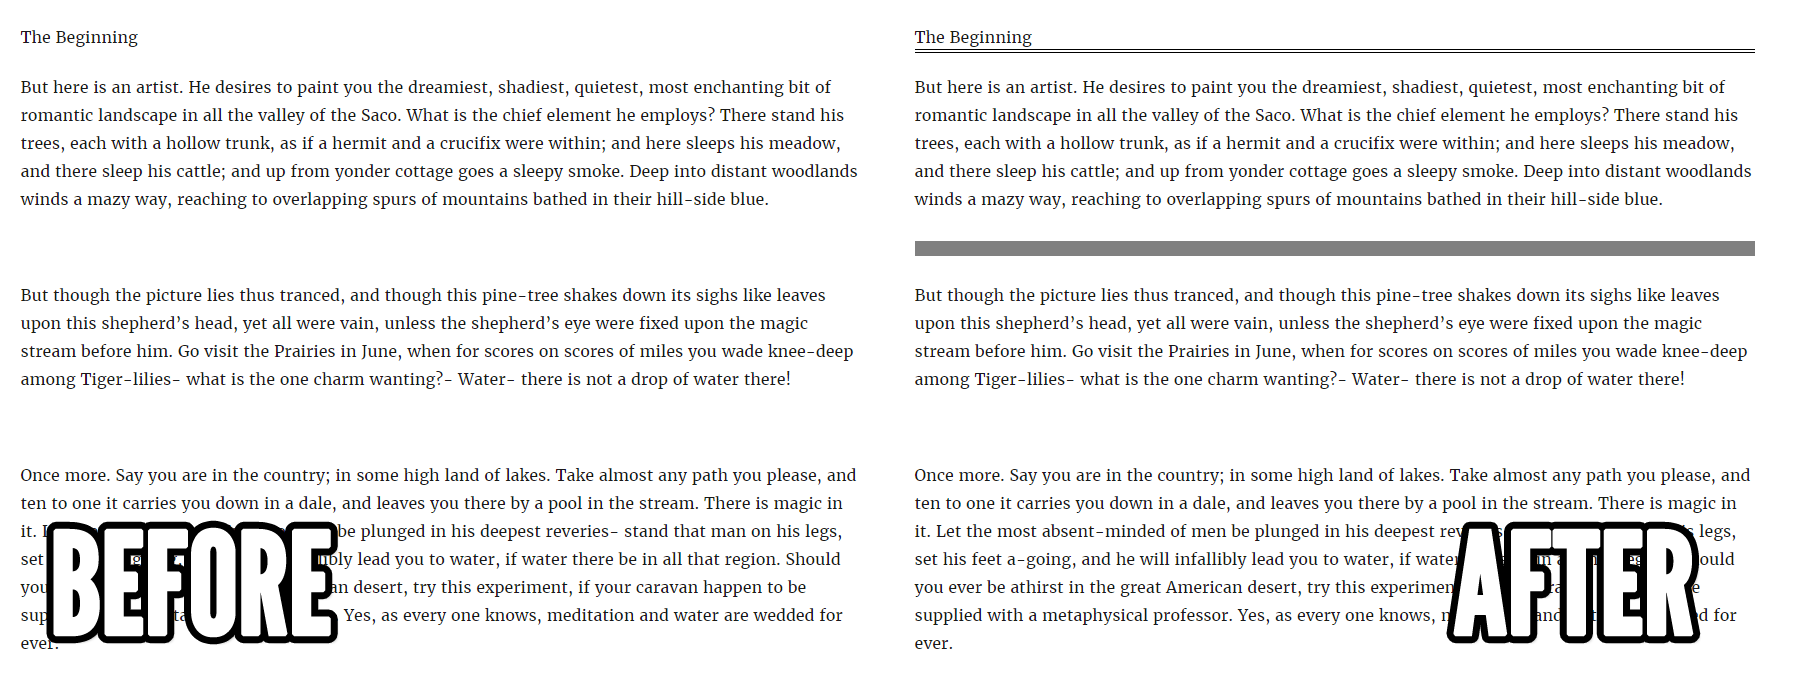 The Beginning
But here is an artist. He desires to paint you the dreamiest, shadiest, quietest, most enchanting bit of
romantic landscape in all the valley of the Saco. What is the chief element he employs? There stand his
trees, each with a hollow trunk, as if a hermit and a crucifix were within; and here sleeps his meadow,
and there sleep his cattle; and up from yonder cottage goes a sleepy smoke. Deep into distant woodlands
winds a mazy way, reaching to overlapping spurs of mountains bathed in their hill-side blue.
But though the picture lies thus tranced, and though this pine-tree shakes down its sighs like leaves
upon this shepherd’s head, yet all were vain, unless the shepherd’s eye were fixed upon the magic
stream before him. Go visit the Prairies in June, when for scores on scores of miles you wade knee-deep
among Tiger-lilies- what is the one charm wanting?- Water- there is not a drop of water there!
Once more. Say you are in the country; in some high land of lakes. Take almost any path you please, and
ten to one it carries you down in a dale, and leaves you there by a pool in the stream. There is magic in
it. be plunged in his deepest reveries- stand that man on his legs,
set lead you to water, if water there be in all that region. Should
you desert, try this experiment, if your caravan happen to be
Yes, as every one knows, meditation and water are wedded for
ever.
BEFORE
The Beginning
But here is an artist. He desires to paint you the dreamiest, shadiest, quietest, most enchanting bit of
romantic landscape in all the valley of the Saco. What is the chief element he employs? There stand his
trees, each with a hollow trunk, as if a hermit and a crucifix were within; and here sleeps his meadow,
and there sleep his cattle; and up from yonder cottage goes a sleepy smoke. Deep into distant woodlands
winds a mazy way, reaching to overlapping spurs of mountains bathed in their hill-side blue.
But though the picture lies thus tranced, and though this pine-tree shakes down its sighs like leaves
upon this shepherd’s head, yet all were vain, unless the shepherd’s eye were fixed upon the magic
stream before him. Go visit the Prairies in June, when for scores on scores of miles you wade knee-deep
among Tiger-lilies- what is the one charm wanting?- Water- there is not a drop of water there!
Once more. Say you are in the country; in some high land of lakes. Take almost any path you please, and
ten to one it carries you down in a dale, and leaves you there by a pool in the stream. There is magic in
it. Let the most absent-minded of men be plunged in his deepest legs,
set his feet a-going, and he will infallibly lead you to water, if water
you ever be athirst in the great American desert, try this experiment
supplied with a metaphysical professor. Yes, as every one knows, for
ever.
AFTER